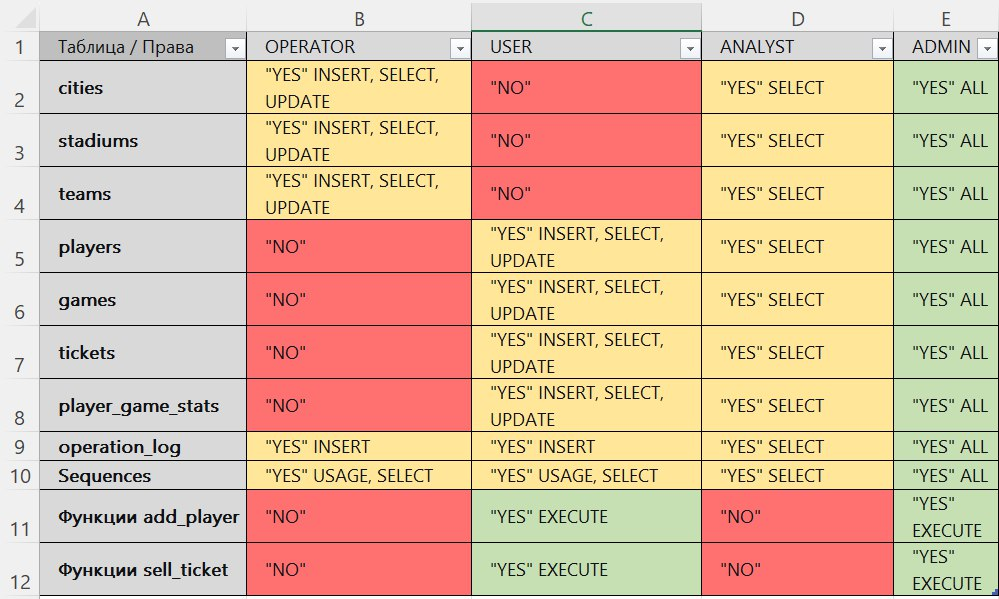 A B C D E
1 Таблица / Права OPERATOR USER ANALYST ADMIN
2 cities "YES" INSERT, SELECT, UPDATE "NO" "YES" SELECT "YES" ALL
3 stadiums "YES" INSERT, SELECT, UPDATE "NO" "YES" SELECT "YES" ALL
4 teams "YES" INSERT, SELECT, UPDATE "NO" "YES" SELECT "YES" ALL
5 players "NO" "YES" INSERT, SELECT, UPDATE "YES" SELECT "YES" ALL
6 games "NO" "YES" INSERT, SELECT, UPDATE "YES" SELECT "YES" ALL
7 tickets "NO" "YES" INSERT, SELECT, UPDATE "YES" SELECT "YES" ALL
8 player_game_stats "NO" "YES" INSERT, SELECT, UPDATE "YES" SELECT "YES" ALL
9 operation_log "YES" INSERT "YES" INSERT "YES" SELECT "YES" ALL
10 Sequences "YES" USAGE, SELECT "YES" USAGE, SELECT "YES" SELECT "YES" ALL
11 Функции add_player "NO" "YES" EXECUTE "NO" "YES" EXECUTE
12 Функции sell_ticket "NO" "YES" EXECUTE "NO" "YES" EXECUTE